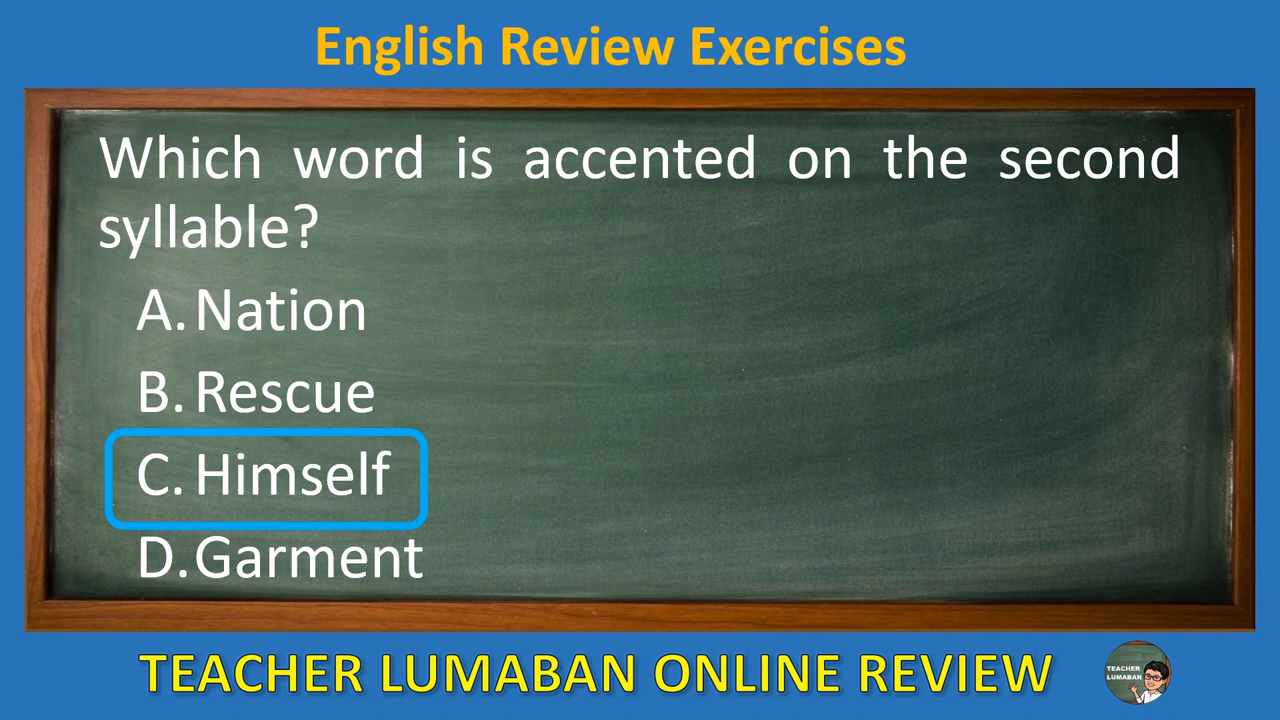 English Review Exercises
Which word is accented on the second
syllable?
A. Nation
B. Rescue
C. Himself
D. Garment
TEACHER LUMABAN ONLINE REVIEW
TEACHER
LUMABAN